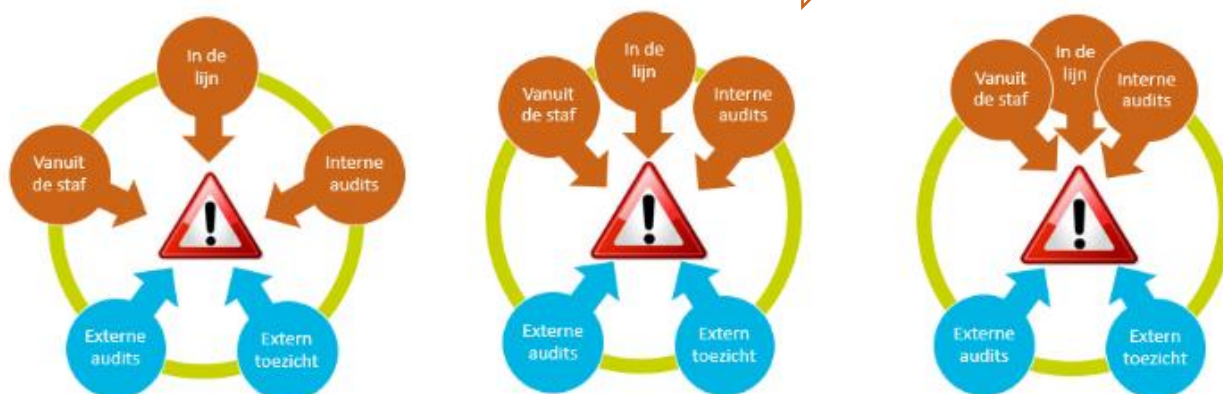 In de
lijn
Vanuit
de staf
Interne
audits
Externe
audits
Extern
toezicht
In de
lijn
Vanuit
de staf
Interne
audits
Externe
audits
Extern
toezicht
In de
lijn
Vanuit
de staf
Interne
audits
Externe
audits
Extern
toezicht